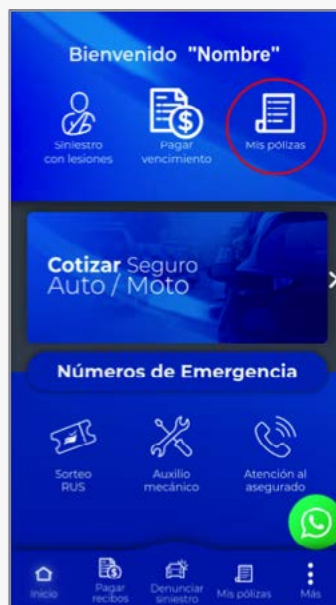 Bienvenido "Nombre"
Siniestro
con lesiones
Pagar
vencimiento
Mis pólizas
Cotizar Seguro
Auto / Moto
Números de Emergencia
Sorteo
RUS
Auxilio
mecánico
Atención al
asegurado
Inicio
Pagar
recibos
Denunciar
siniestro
Mis pólizas
Más